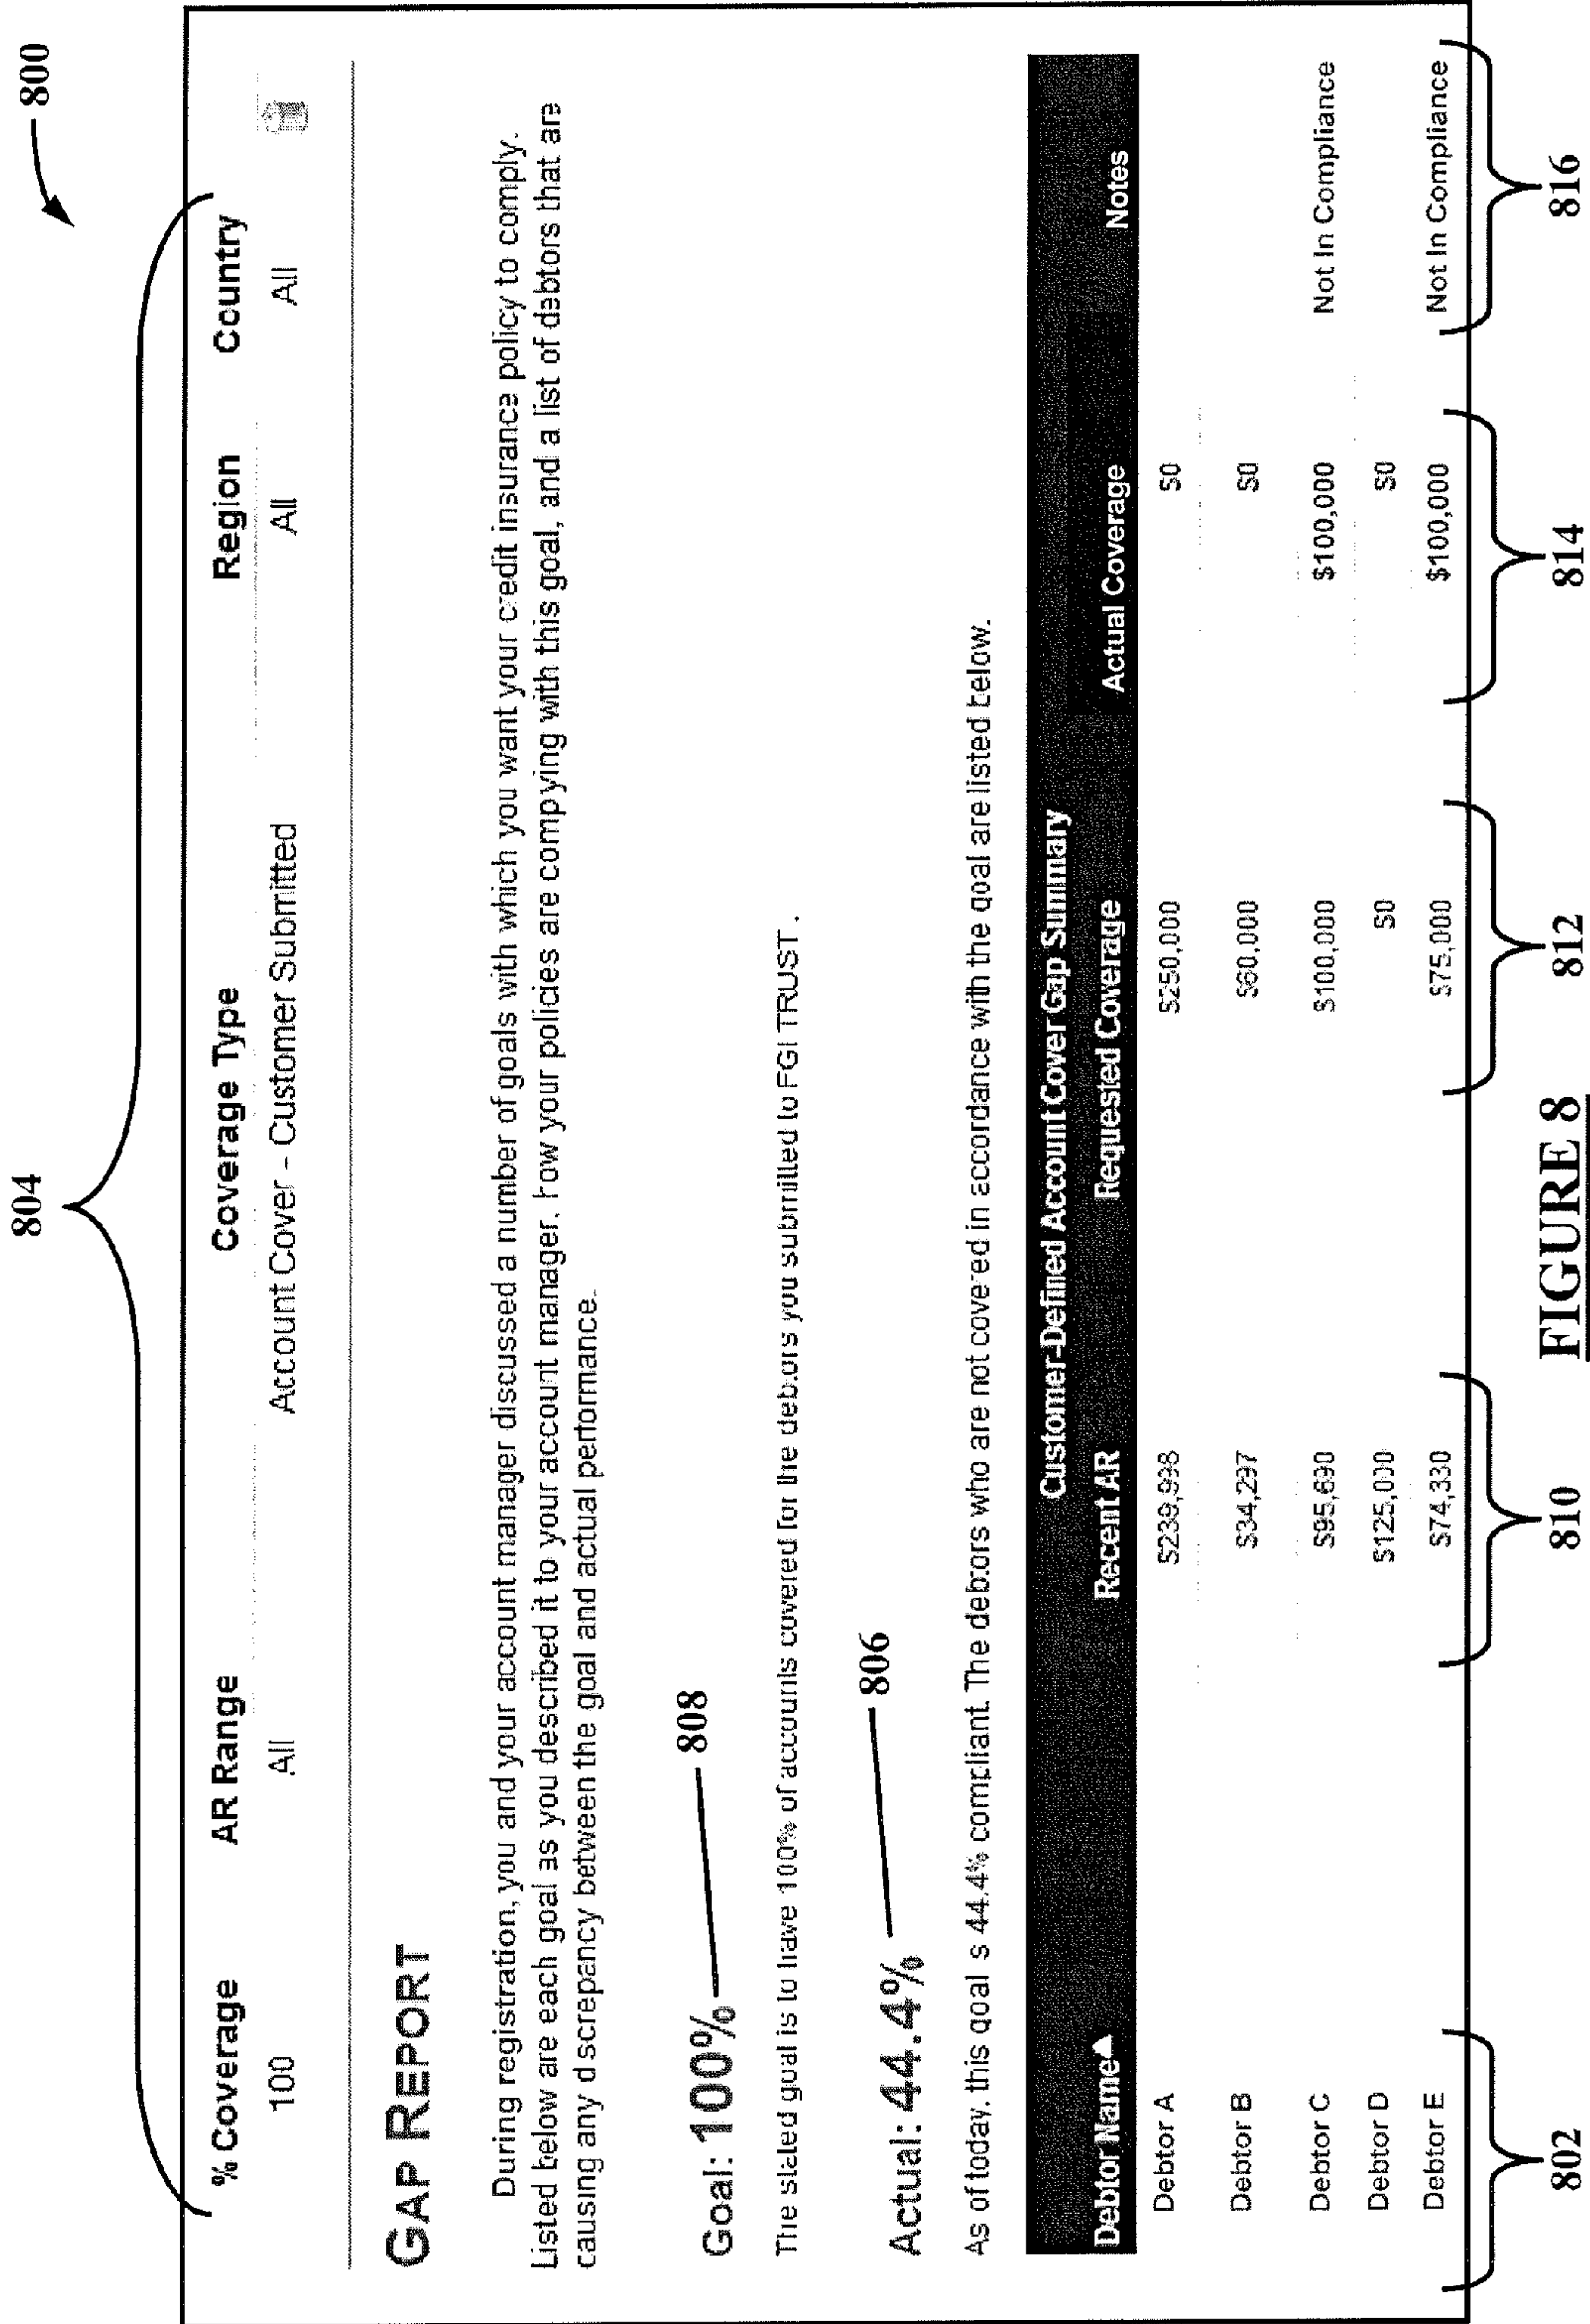 800
804
% Coverage AR Range Coverage Type Region Country
100 All Account Cover - Customer Submitted All All
GAP REPORT
During registration, you and your account manager discussed a number of goals with which you want your credit insurance policy to comply.
Listed below are each goal as you described it to your account manager, how your policies are compying with this goal, and a list of debtors that are
causing any d screpancy between the goal and actual performance.
Goal: 100% 808
The stated goal is to have 100% of accounts covered for the debtors you submitted to FGI TRUST .
Actual: 44.4% 806
As of today, this goal s 44.4% compliant. The debtors who are not covered in accordance with the goal are listed below.
Customer-Defined Account Cover Gap Summary
Debtor Name▲ Recent AR Requested Coverage Actual Coverage Notes
Debtor A $239,998 $250,000 $0
Debtor B $34,297 $60,000 $0
Debtor C $95,690 $100,000 $100,000 Not In Compliance
Debtor D $125,000 $0 $0
Debtor E $74,330 $75,000 $100,000 Not In Compliance
802 810 812 814 816
FIGURE 8